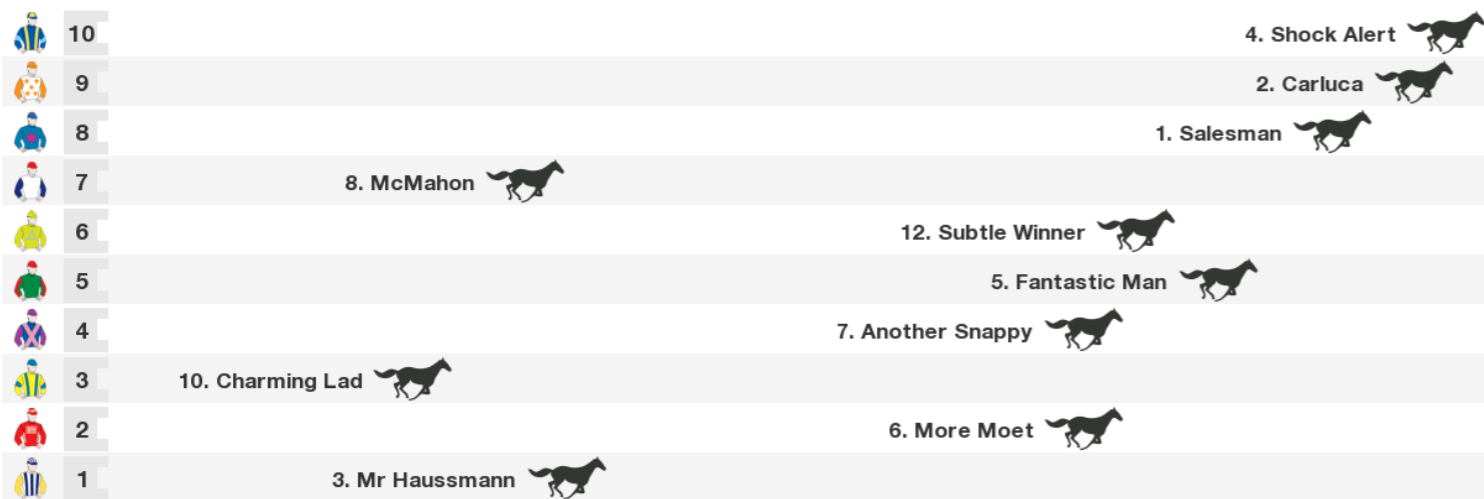 10 4. Shock Alert
9 2. Carluca
8 1. Salesman
7 8. McMahon
6 12. Subtle Winner
5 5. Fantastic Man
4 7. Another Snappy
3 10. Charming Lad
2 6. More Moet
1 3. Mr Haussmann